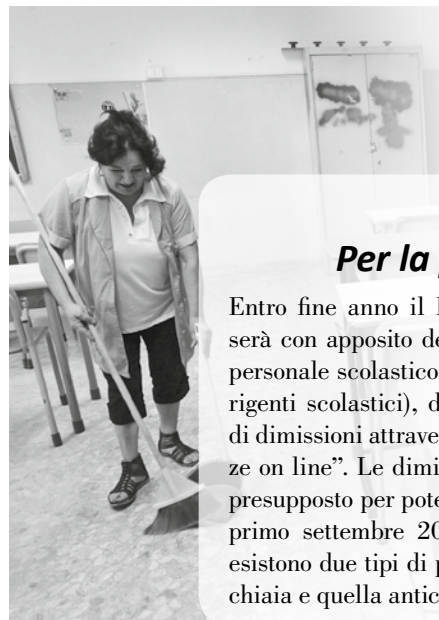 Per la
Entro fine anno il
serà con apposito de
personale scolastico
rigenti scolastici), d
di dimissioni attrave
ze on line”. Le dimi
presupposto per pote
primo settembre 20
esistono due tipi di p
chiaia e quella antic